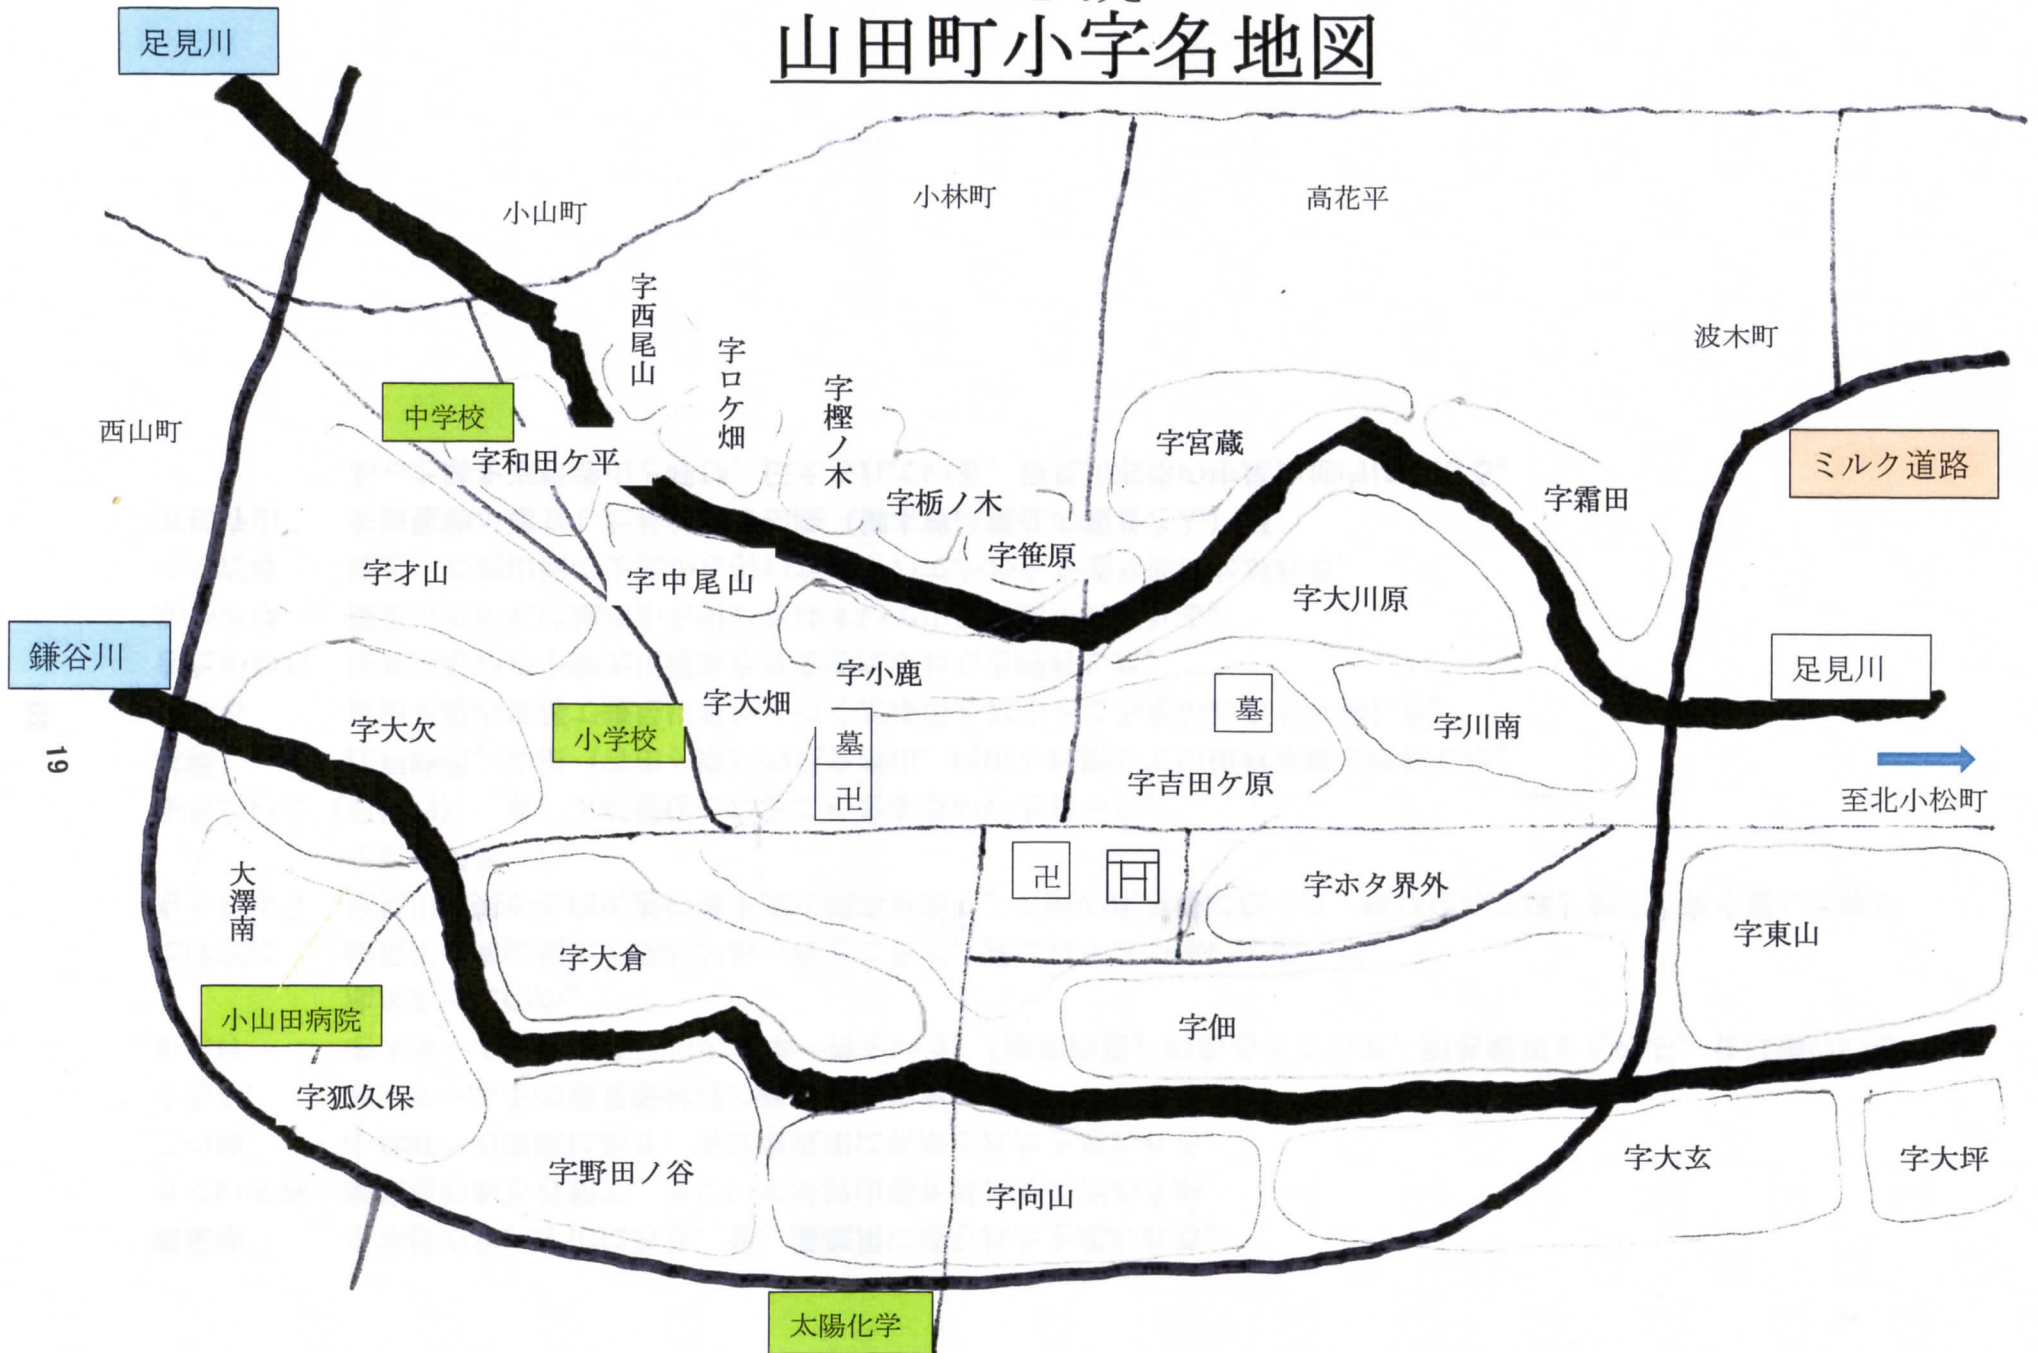 山田町小字名地図
足見川
小山町
小林町
高花平
字西尾山
字ロケ畑
字樫ノ木
波木町
西山町
中学校
字和田ケ平
字宮蔵
ミルク道路
字栃ノ木
字霜田
字笹原
字才山
字中尾山
字大川原
鎌谷川
足見川
字小鹿
字大畑
墓
字大欠
小学校
墓
卍
字川南
字吉田ケ原
至北小松町
大澤南
卍
字ホタ界外
字東山
字大倉
小山田病院
字佃
字狐久保
字野田ノ谷
字向山
字大玄
字大坪
太陽化学
19